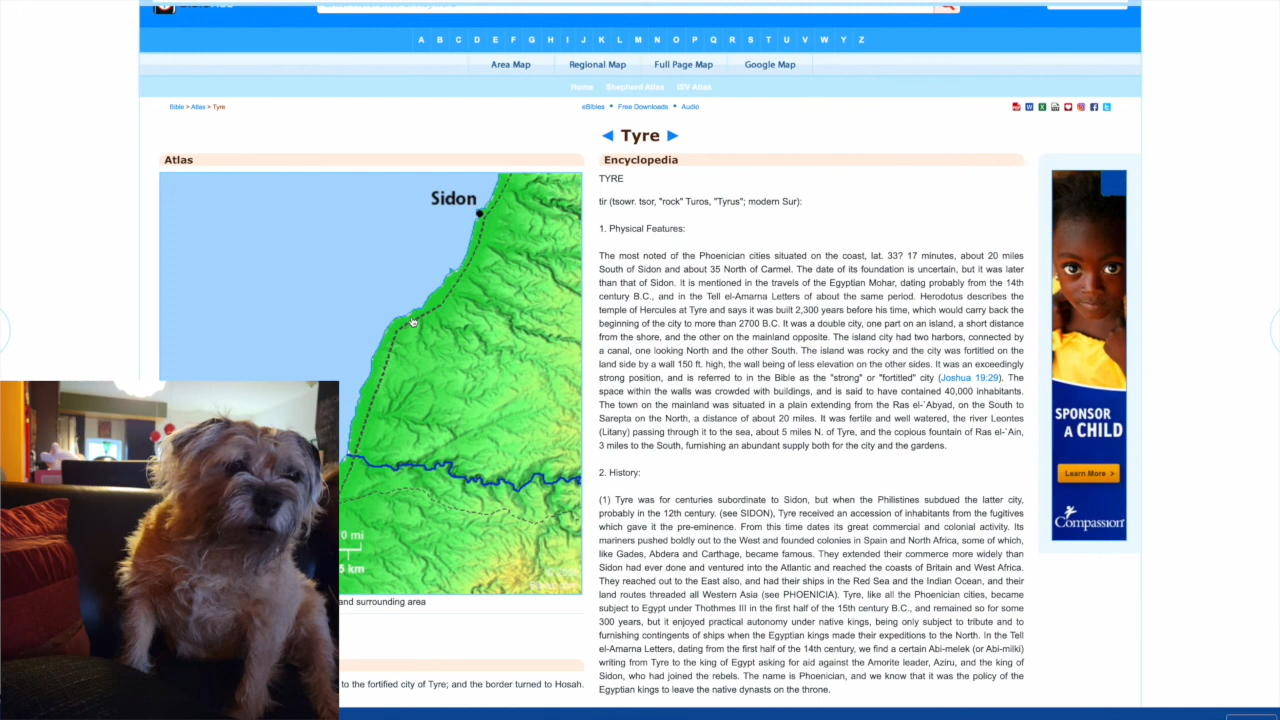 A B C D E F G H I J K L M N O P Q R S T U V W Y Z
Area Map Regional Map Full Page Map Google Map
Home Shepherd Atlas ISV Atlas
Bible > Atlas > Tyre
eBibles • Free Downloads • Audio
◄ Tyre ►
Atlas
Sidon
0 mi
5 km
and surrounding area
to the fortified city of Tyre; and the border turned to Hosah.
Encyclopedia
TYRE
tir (tsowr. tsor, "rock" Turos, "Tyrus"; modern Sur):
1. Physical Features:
The most noted of the Phoenician cities situated on the coast, lat. 33? 17 minutes, about 20 miles
South of Sidon and about 35 North of Carmel. The date of its foundation is uncertain, but it was later
than that of Sidon. It is mentioned in the travels of the Egyptian Mohar, dating probably from the 14th
century B.C., and in the Tell el-Amarna Letters of about the same period. Herodotus describes the
temple of Hercules at Tyre and says it was built 2,300 years before his time, which would carry back the
beginning of the city to more than 2700 B.C. It was a double city, one part on an island, a short distance
from the shore, and the other on the mainland opposite. The island city had two harbors, connected by
a canal, one looking North and the other South. The island was rocky and the city was fortitled on the
land side by a wall 150 ft. high, the wall being of less elevation on the other sides. It was an exceedingly
strong position, and is referred to in the Bible as the "strong" or "fortitled" city (Joshua 19:29). The
space within the walls was crowded with buildings, and is said to have contained 40,000 inhabitants.
The town on the mainland was situated in a plain extending from the Ras el-`Abyad, on the South to
Sarepta on the North, a distance of about 20 miles. It was fertile and well watered, the river Leontes
(Litany) passing through it to the sea, about 5 miles N. of Tyre, and the copious fountain of Ras el-`Ain,
3 miles to the South, furnishing an abundant supply both for the city and the gardens.
2. History:
(1) Tyre was for centuries subordinate to Sidon, but when the Philistines subdued the latter city,
probably in the 12th century. (see SIDON), Tyre received an accession of inhabitants from the fugitives
which gave it the pre-eminence. From this time dates its great commercial and colonial activity. Its
mariners pushed boldly out to the West and founded colonies in Spain and North Africa, some of which,
like Gades, Abdera and Carthage, became famous. They extended their commerce more widely than
Sidon had ever done and ventured into the Atlantic and reached the coasts of Britain and West Africa.
They reached out to the East also, and had their ships in the Red Sea and the Indian Ocean, and their
land routes threaded all Western Asia (see PHOENICIA). Tyre, like all the Phoenician cities, became
subject to Egypt under Thothmes III in the first half of the 15th century B.C., and remained so for some
300 years, but it enjoyed practical autonomy under native kings, being only subject to tribute and to
furnishing contingents of ships when the Egyptian kings made their expeditions to the North. In the Tell
el-Amarna Letters, dating from the first half of the 14th century, we find a certain Abi-melek (or Abi-milki)
writing from Tyre to the king of Egypt asking for aid against the Amorite leader, Aziru, and the king of
Sidon, who had joined the rebels. The name is Phoenician, and we know that it was the policy of the
Egyptian kings to leave the native dynasts on the throne.
SPONSOR
A CHILD
Learn More >
Compassion